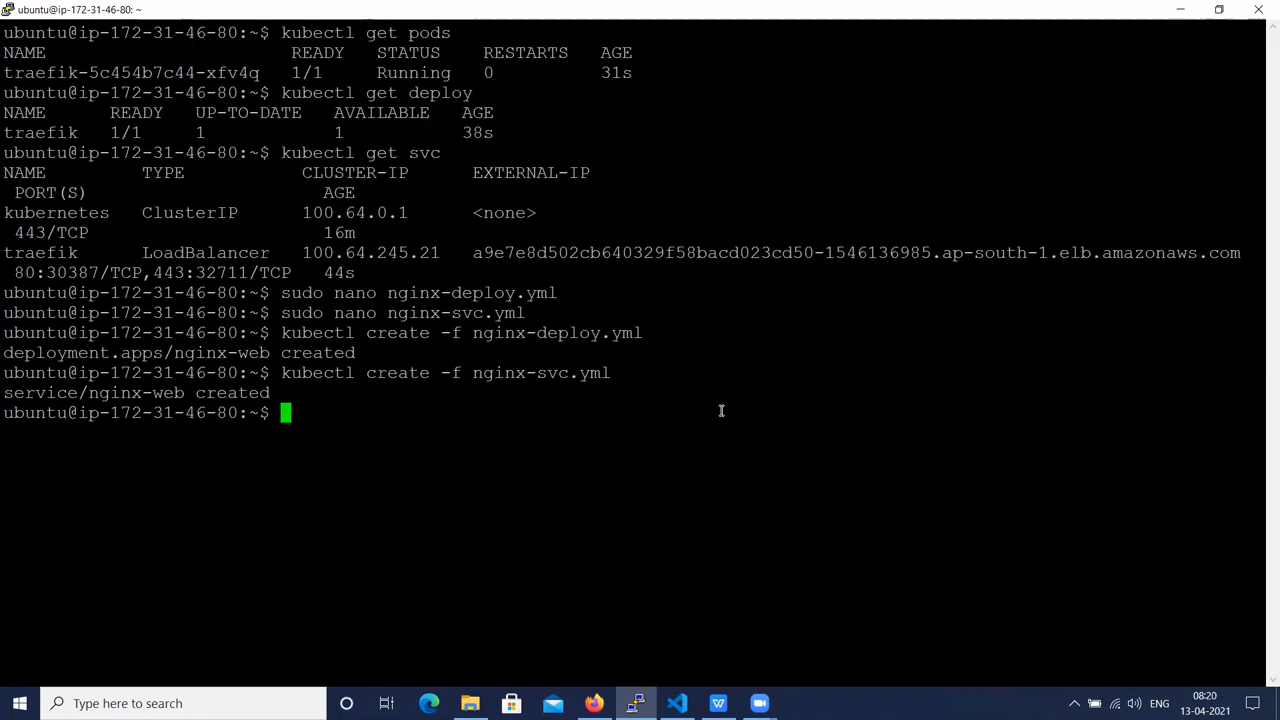 ubuntu@ip-172-31-46-80: ~
ubuntu@ip-172-31-46-80:~$ kubectl get pods
NAME READY STATUS RESTARTS AGE
traefik-5c454b7c44-xfv4q 1/1 Running 0 31s
ubuntu@ip-172-31-46-80:~$ kubectl get deploy
NAME READY UP-TO-DATE AVAILABLE AGE
traefik 1/1 1 1 38s
ubuntu@ip-172-31-46-80:~$ kubectl get svc
NAME TYPE CLUSTER-IP EXTERNAL-IP
PORT(S) AGE
kubernetes ClusterIP 100.64.0.1 <none>
443/TCP 16m
traefik LoadBalancer 100.64.245.21 a9e7e8d502cb640329f58bacd023cd50-1546136985.ap-south-1.elb.amazonaws.com
80:30387/TCP,443:32711/TCP 44s
ubuntu@ip-172-31-46-80:~$ sudo nano nginx-deploy.yml
ubuntu@ip-172-31-46-80:~$ sudo nano nginx-svc.yml
ubuntu@ip-172-31-46-80:~$ kubectl create -f nginx-deploy.yml
deployment.apps/nginx-web created
ubuntu@ip-172-31-46-80:~$ kubectl create -f nginx-svc.yml
service/nginx-web created
ubuntu@ip-172-31-46-80:~$
Type here to search
ENG
08:20
13-04-2021